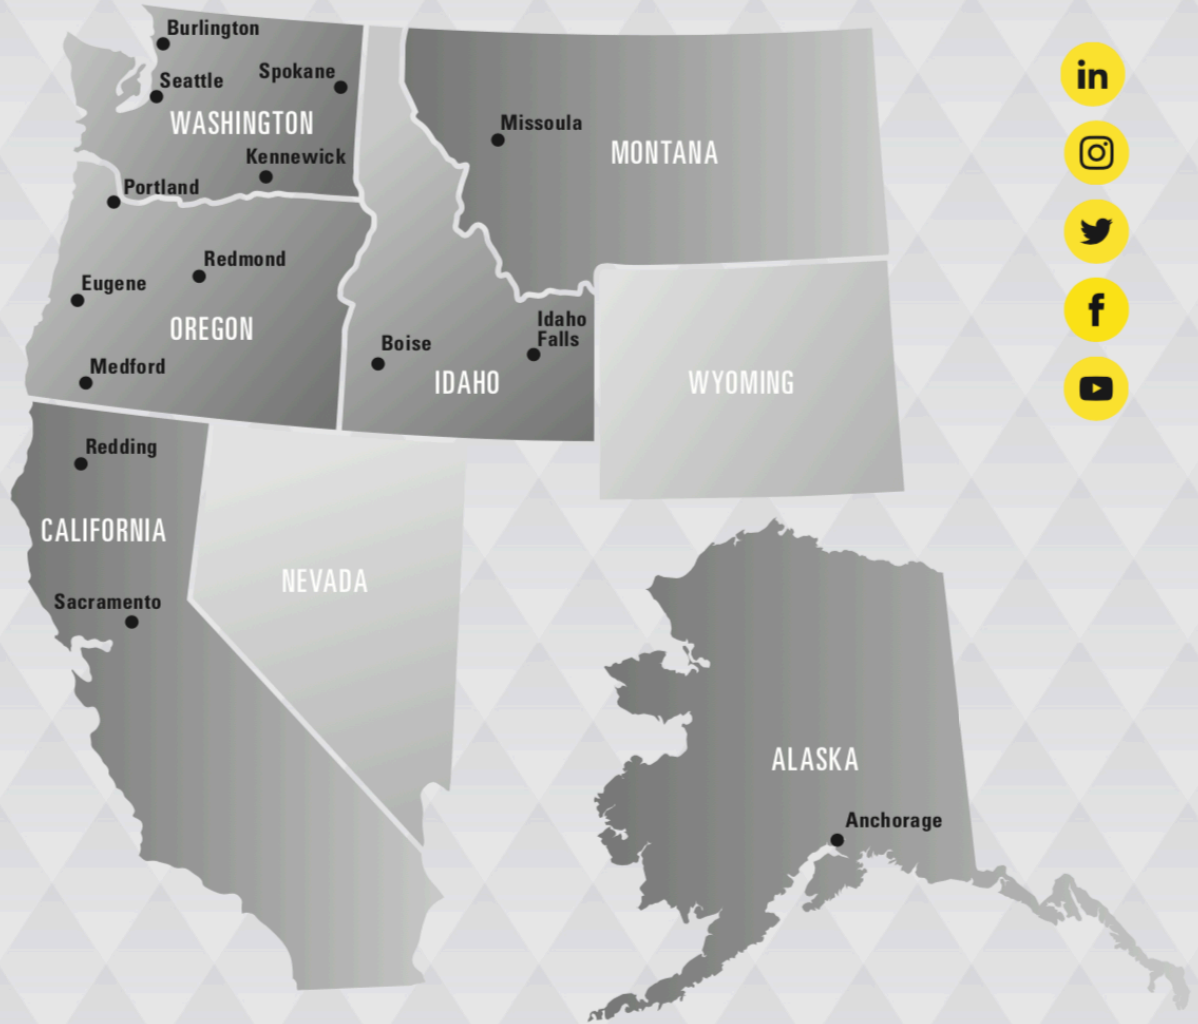 Burlington
Seattle
Spokane
WASHINGTON
Kennewick
Portland
Missoula
MONTANA
Redmond
Eugene
OREGON
Medford
Boise
Idaho
Falls
IDAHO
WYOMING
Redding
CALIFORNIA
Sacramento
NEVADA
ALASKA
Anchorage
in
f